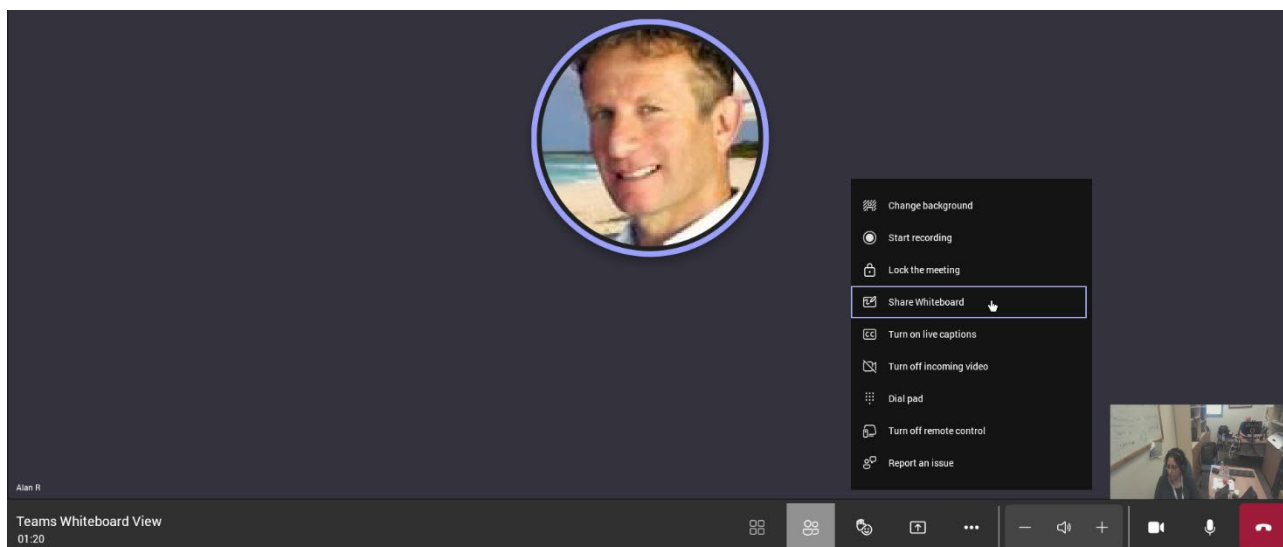 Change background
Start recording
Lock the meeting
Share Whiteboard
CC Turn on live captions
Turn off incoming video
Dial pad
Turn off remote control
Report an issue
Alan R
Teams Whiteboard View
01:20